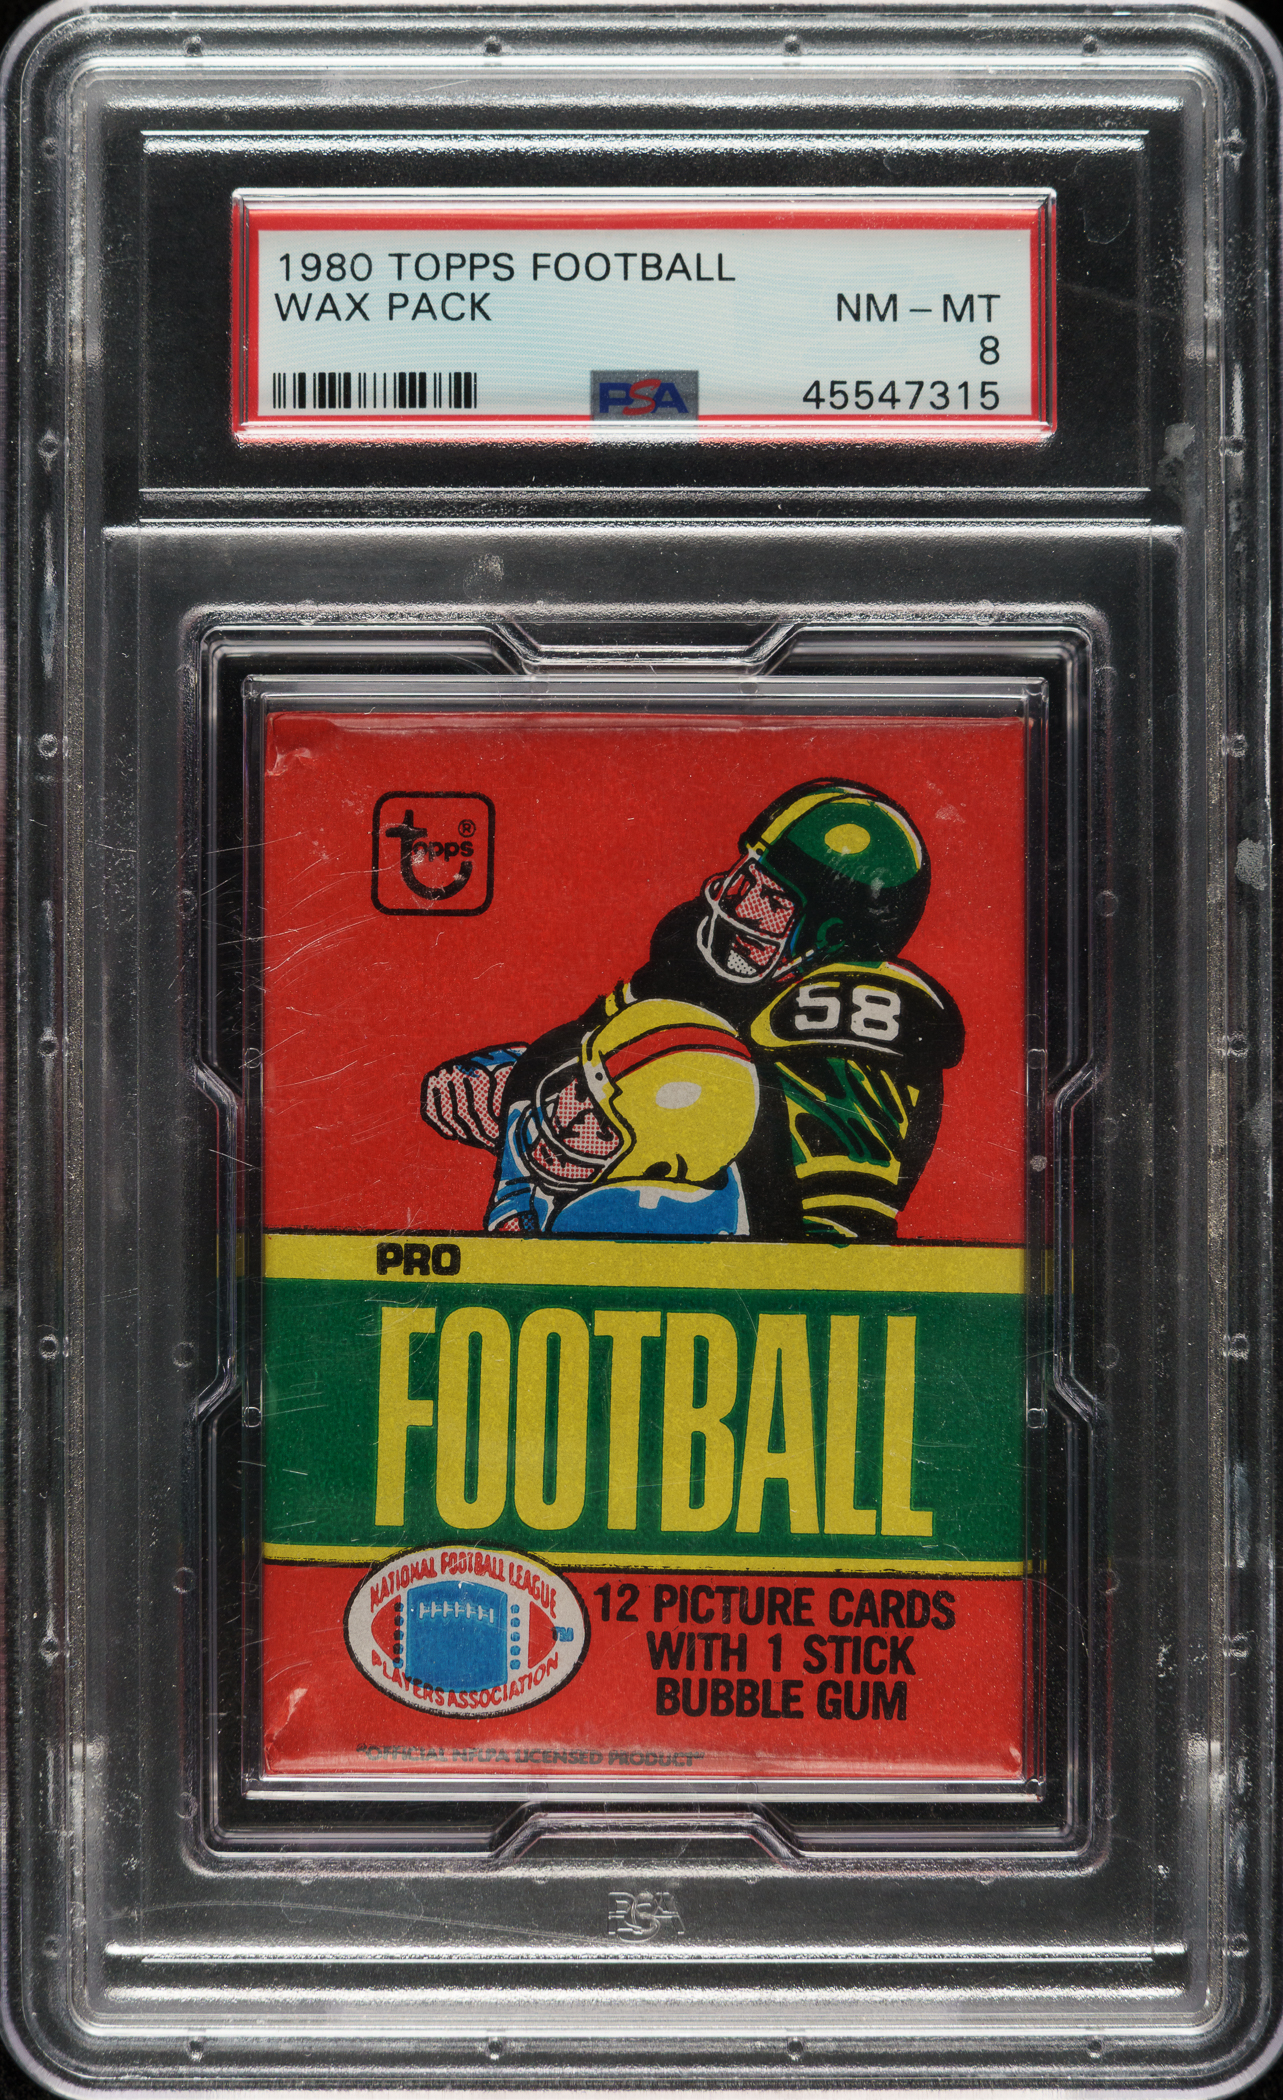 1980 TOPPS FOOTBALL
WAX PACK
NM - MT
8
PSA
45547315
topps®
58
PRO
FOOTBALL
NATIONAL FOOTBALL LEAGUE
PLAYERS ASSOCIATION
12 PICTURE CARDS
WITH 1 STICK
BUBBLE GUM
"OFFICIAL NFLPA LICENSED PRODUCT"
PSA